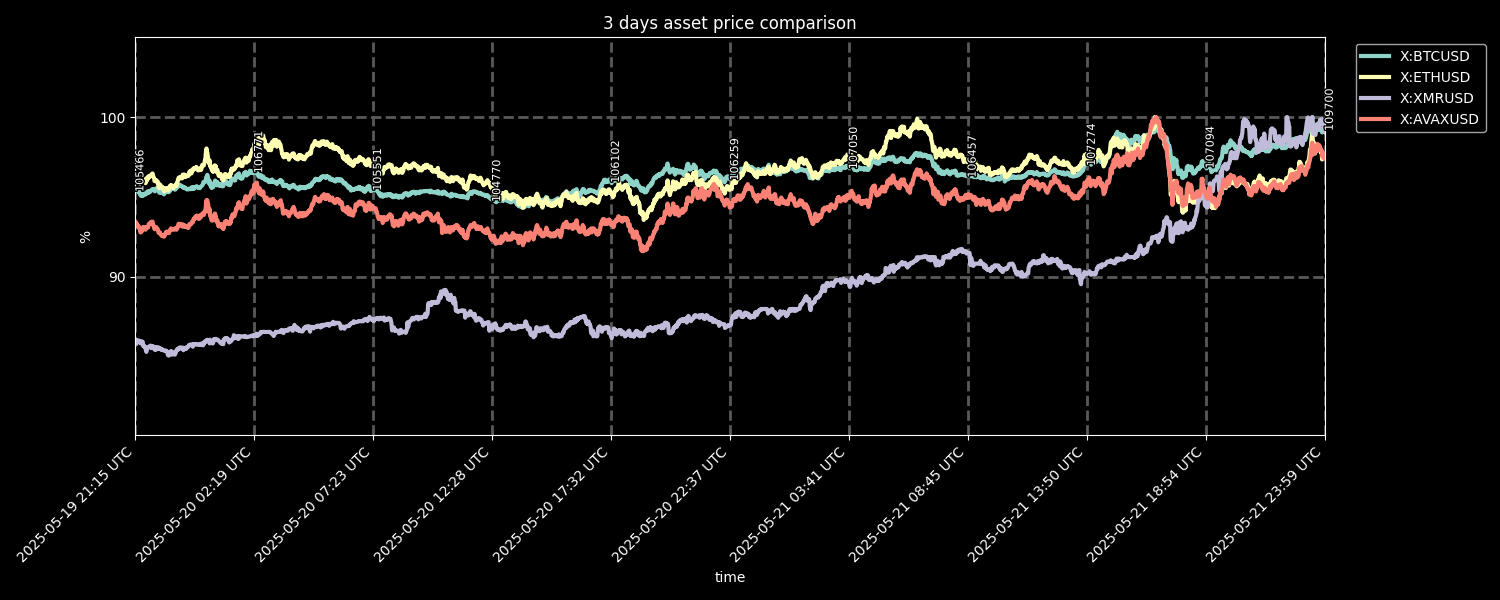 3 days asset price comparison
X:BTCUSD
X:ETHUSD
X:XMRUSD
X:AVAXUSD
100
90
%
105466
105551
104770
106102
106259
107050
106457
107274
107094
109700
2025-05-19 21:15 UTC
2025-05-20 02:19 UTC
2025-05-20 07:23 UTC
2025-05-20 12:28 UTC
2025-05-20 17:32 UTC
2025-05-20 22:37 UTC
2025-05-21 03:41 UTC
2025-05-21 08:45 UTC
2025-05-21 13:50 UTC
2025-05-21 18:54 UTC
2025-05-21 23:59 UTC
time